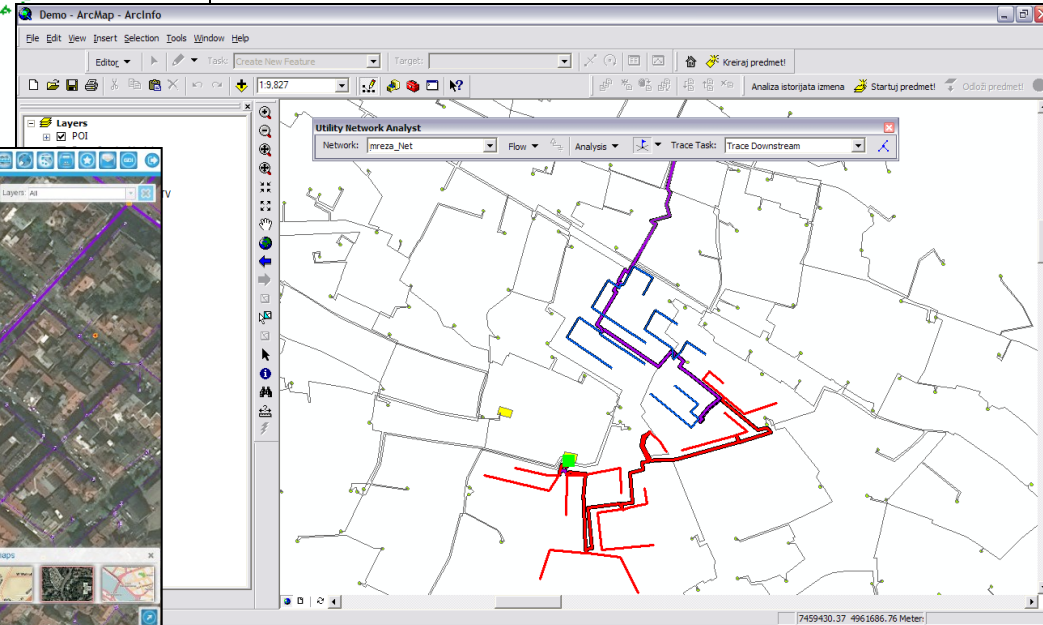 Demo - ArcMap - ArcInfo
File Edit View Insert Selection Tools Window Help
Editor Task: Create New Feature Target: Kreiraj predmet!
1:9,827 Analiza istorijata izmena Startuj predmet! Odloži predmet!
Layers
POI
Utility Network Analyst
Network: mreza_Net Flow Analysis Trace Task: Trace Downstream
Layers All
TV
maps
7459430.37 4961686.76 Meter